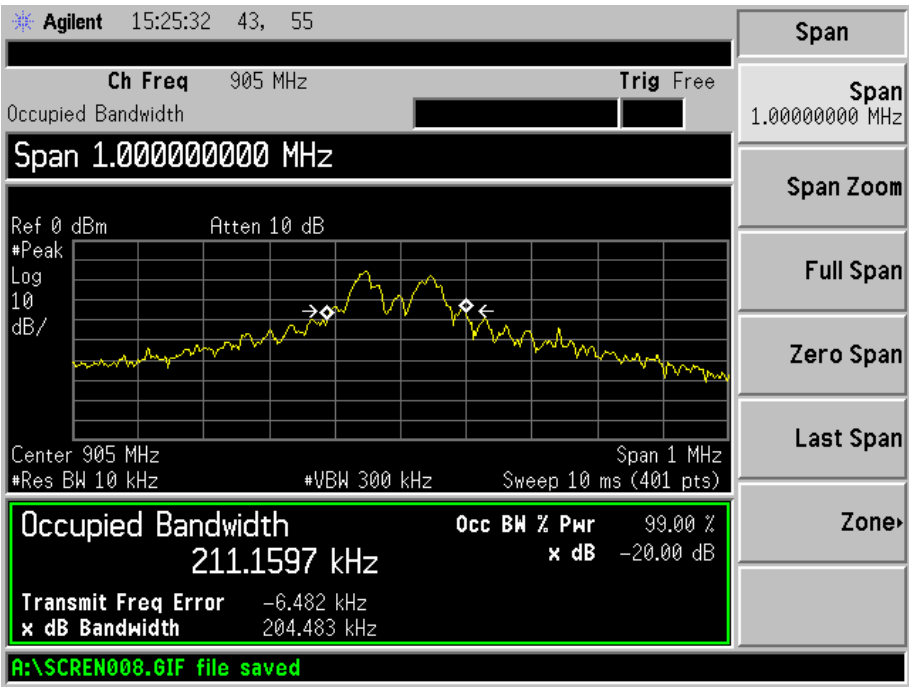 Agilent 15:25:32 43, 55
Span
Ch Freq 905 MHz Trig Free
Occupied Bandwidth
Span
1.00000000 MHz
Span 1.000000000 MHz
Span Zoom
Ref 0 dBm Atten 10 dB
#Peak
Log
10
dB/
Full Span
Zero Span
Last Span
Center 905 MHz Span 1 MHz
#Res BW 10 kHz #VBW 300 kHz Sweep 10 ms (401 pts)
Occupied Bandwidth Occ BW % Pwr 99.00 %
211.1597 kHz x dB -20.00 dB
Zone
Transmit Freq Error -6.482 kHz
x dB Bandwidth 204.483 kHz
A:\SCREN008.GIF file saved